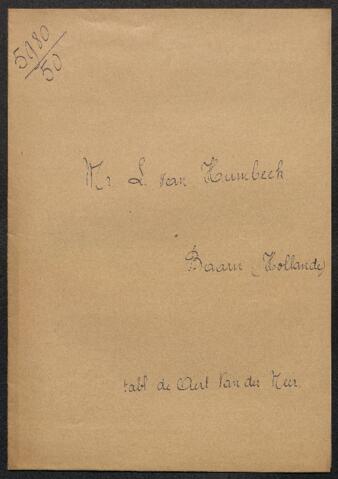 5180/50
Mr L. van Humbeeck
Baarn (Hollande)
tabl de Aert Van der Neer.